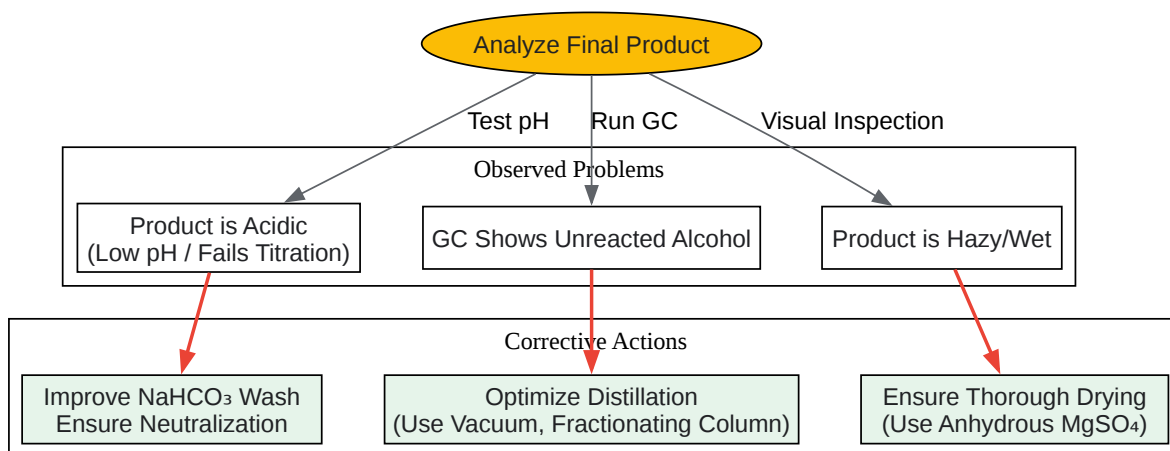 Analyze Final Product
Test pH
Run GC
Visual Inspection
Observed Problems
Product is Acidic
(Low pH / Fails Titration)
GC Shows Unreacted Alcohol
Product is Hazy/Wet
Corrective Actions
Improve NaHCO₃ Wash
Ensure Neutralization
Optimize Distillation
(Use Vacuum, Fractionating Column)
Ensure Thorough Drying
(Use Anhydrous MgSO₄)